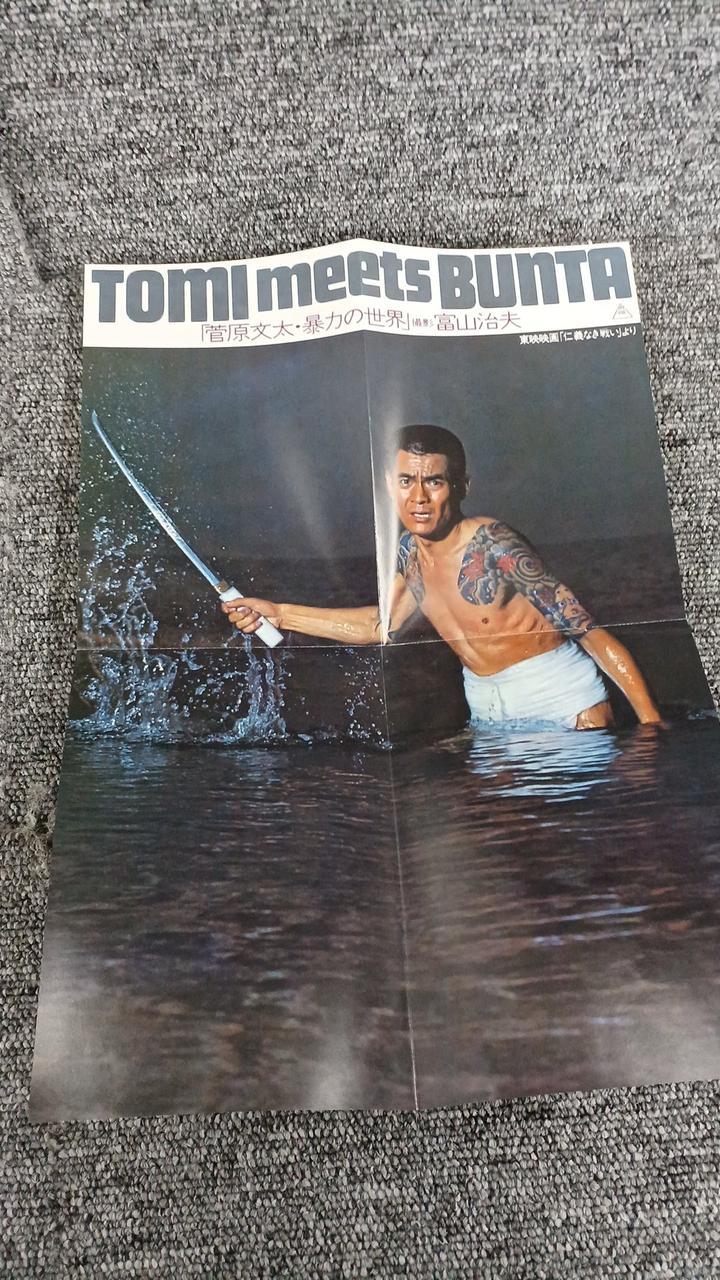 TOMI meets BUNTA
「菅原文太・暴力の世界」撮影 富山治夫
東映映画「仁義なき戦い」より